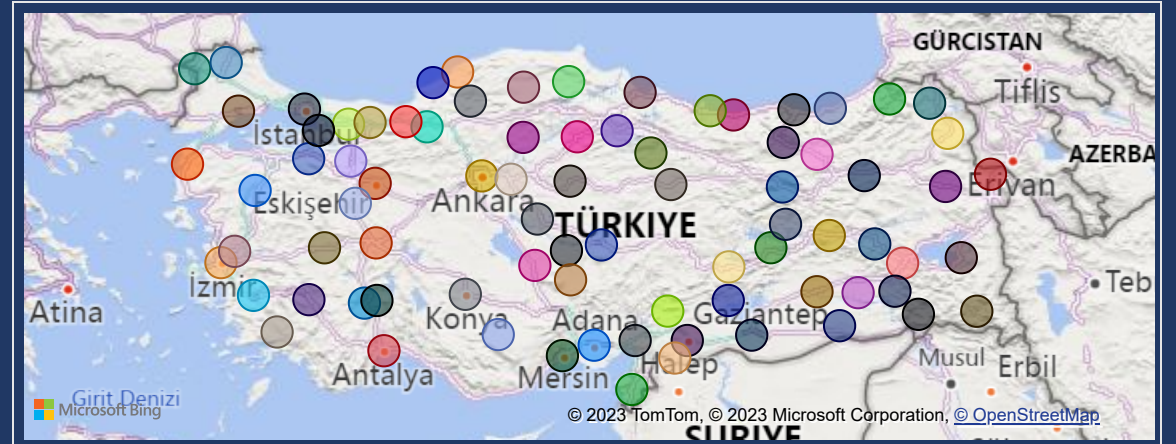 GÜRCISTAN
Tiflis
İstanbul
AZERBA
Erivan
Eskişehir
Ankara
TÜRKIYE
İzmir
Atina
Teb
Konya
Adana
Gaziantep
Antalya
Mersin
Halep
Musul
Erbil
Girit Denizi
Microsoft Bing
© 2023 TomTom, © 2023 Microsoft Corporation, © OpenStreetMap
SURIYE